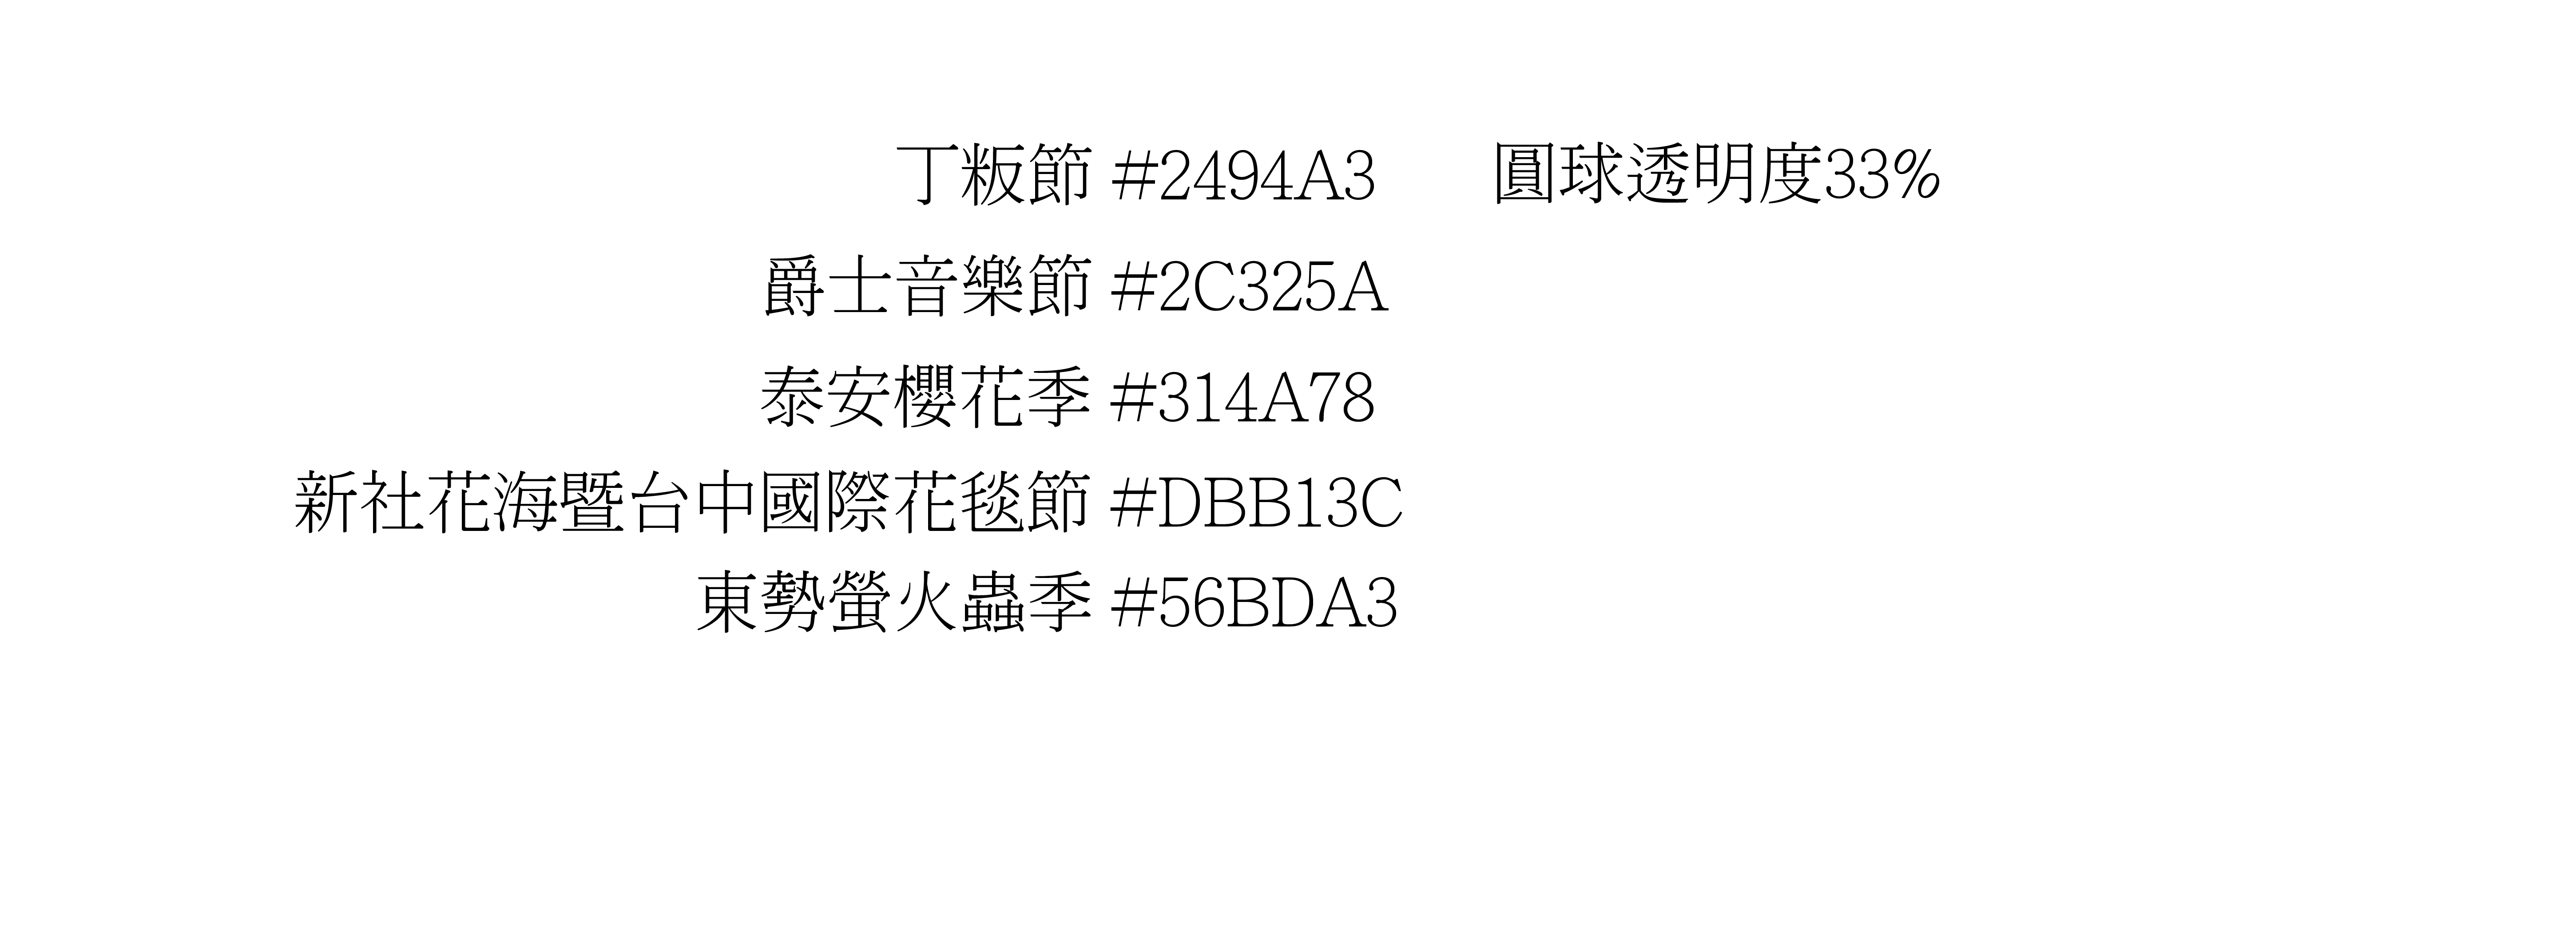 丁粄節 #2494A3 圓球透明度33%
爵士音樂節 #2C325A
泰安櫻花季 #314A78
新社花海暨台中國際花毯節 #DBB13C
東勢螢火蟲季 #56BDA3